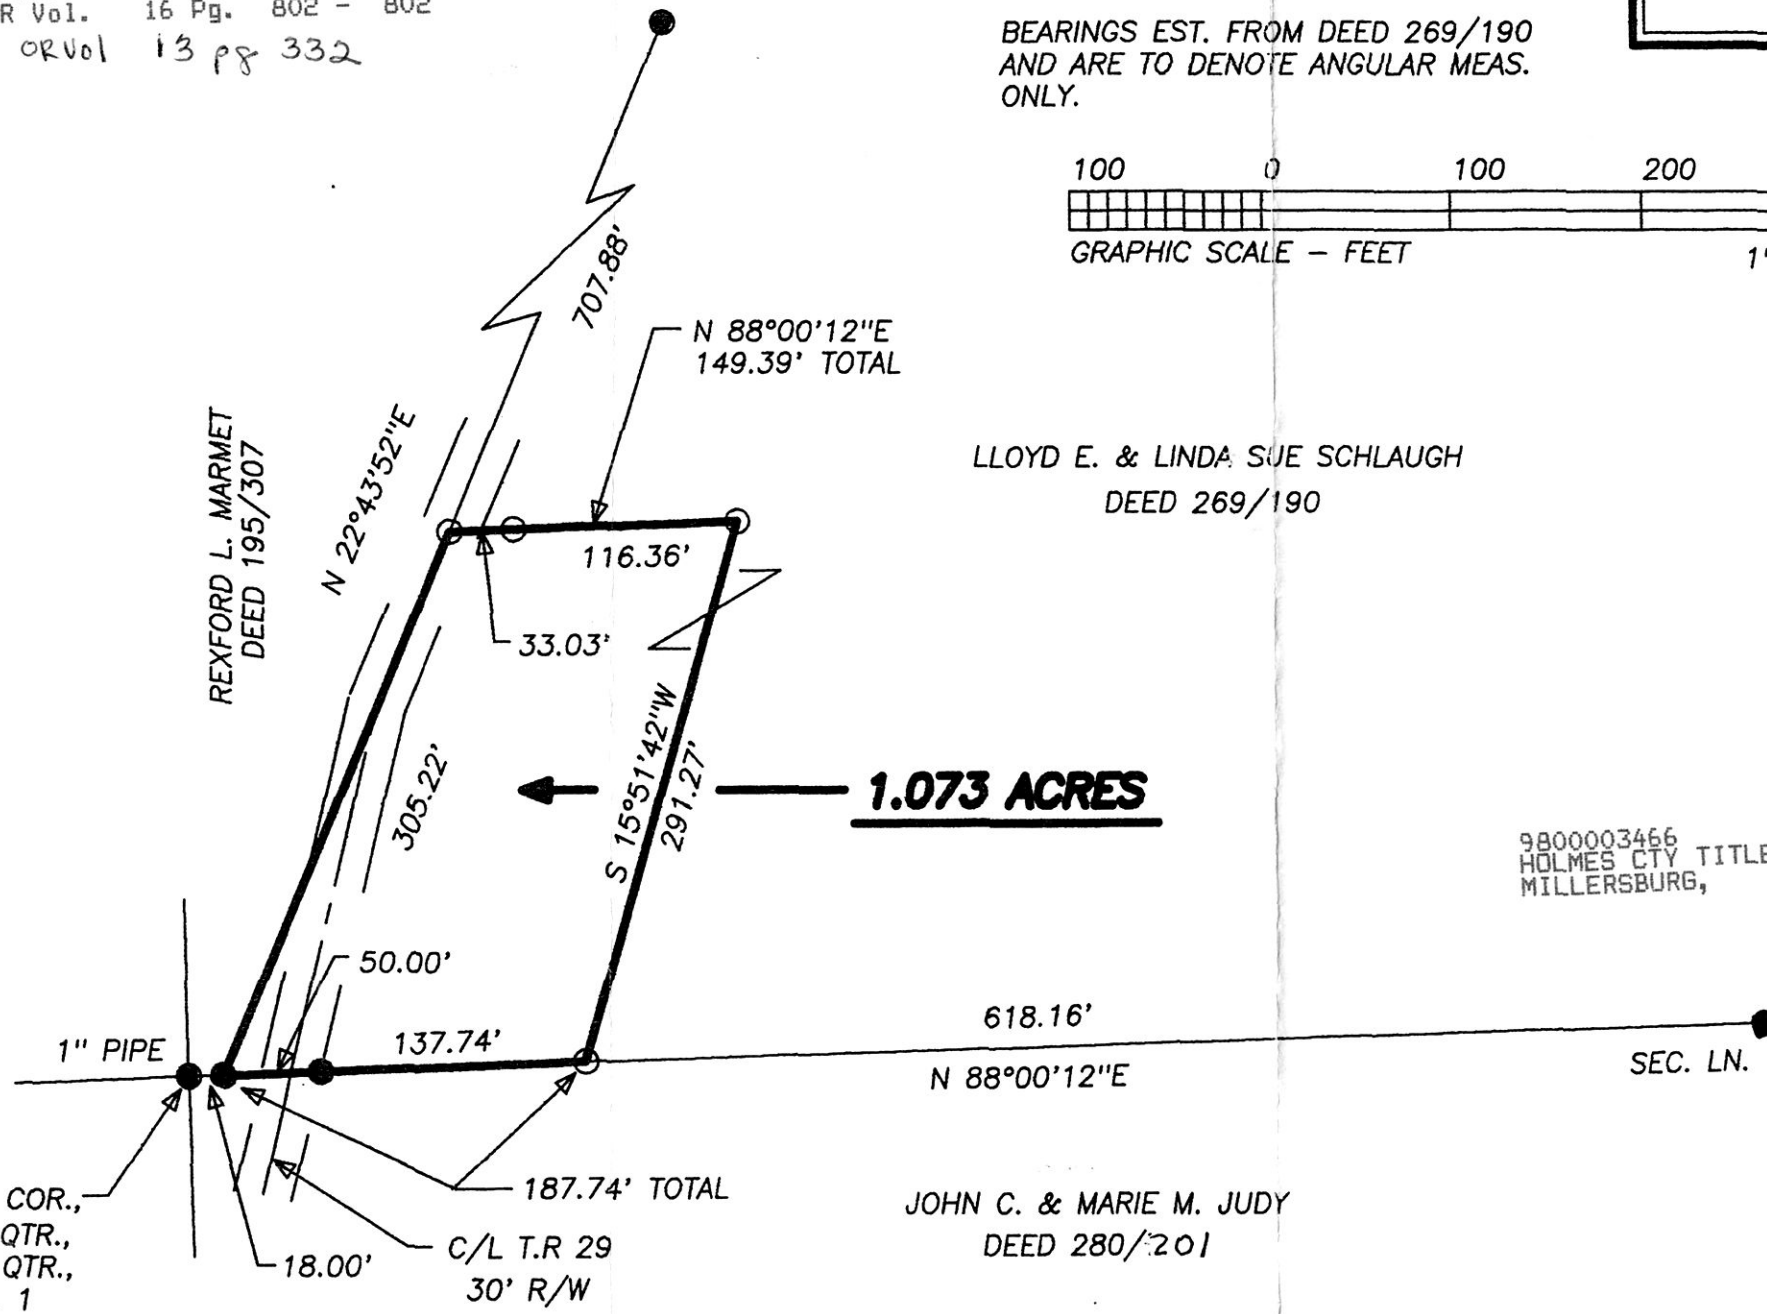 R Vol. 16 Pg. 802 - 802
OR Vol 13 pg 332
BEARINGS EST. FROM DEED 269/190
AND ARE TO DENOTE ANGULAR MEAS.
ONLY.
100 0 100 200
GRAPHIC SCALE - FEET
1"
707.88'
N 88°00'12"E
149.39' TOTAL
REXFORD L. MARMET
DEED 195/307
N 22°43'52"E
LLOYD E. & LINDA SUE SCHLAUGH
DEED 269/190
116.36'
33.03'
305.22'
S 15°51'42"W
291.27'
1.073 ACRES
9800003466
HOLMES CTY TITLE
MILLERSBURG,
50.00'
137.74'
618.16'
1" PIPE
N 88°00'12"E
SEC. LN.
187.74' TOTAL
COR.,
QTR.,
QTR.,
1
18.00'
C/L T.R 29
30' R/W
JOHN C. & MARIE M. JUDY
DEED 280/201